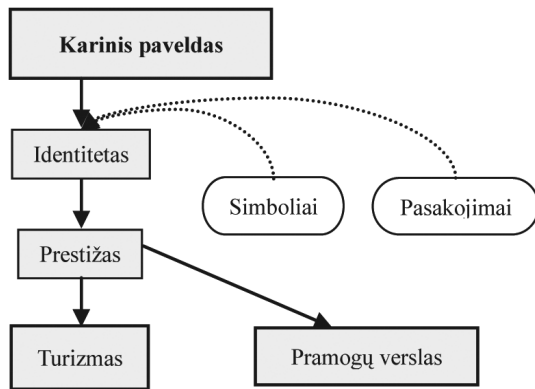 Karinis paveldas
Identitetas
Simboliai
Pasakojimai
Prestižas
Turizmas
Pramogų verslas